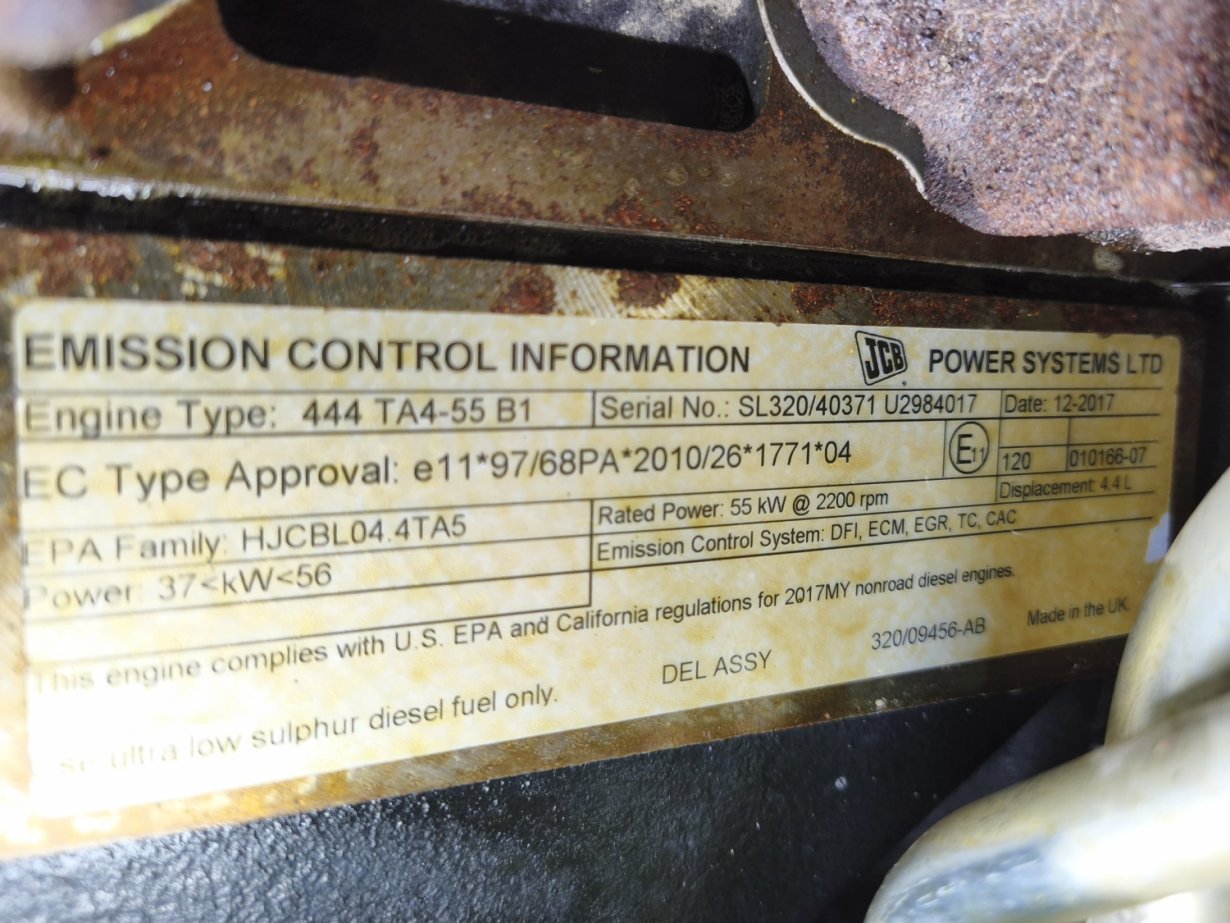 EMISSION CONTROL INFORMATION JCB POWER SYSTEMS LTD
Engine Type: 444 TA4-55 B1 Serial No.: SL320/40371 U2984017 Date: 12-2017
EC Type Approval: e11*97/68PA*2010/26*1771*04 E11 120 010166-07
EPA Family: HJCBL04.4TA5 Rated Power: 55 kW @ 2200 rpm Displacement: 4.4 L
Power: 37<kW<56 Emission Control System: DFI, ECM, EGR, TC, CAC
This engine complies with U.S. EPA and California regulations for 2017MY nonroad diesel engines.
Use ultra low sulphur diesel fuel only. DEL ASSY 320/09456-AB Made in the UK.